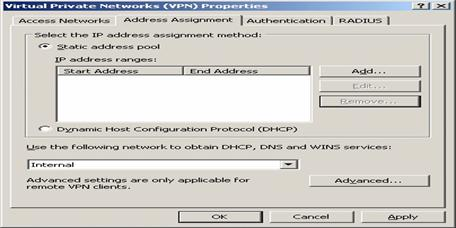 Virtual Private Networks (VPN) Properties
Access Networks Address Assignment Authentication RADIUS
Select the IP address assignment method:
Static address pool
IP address ranges:
Start Address End Address
Add...
Edit...
Remove...
Dynamic Host Configuration Protocol (DHCP)
Use the following network to obtain DHCP, DNS and WINS services:
Internal
Advanced settings are only applicable for
remote VPN clients.
Advanced...
OK Cancel Apply